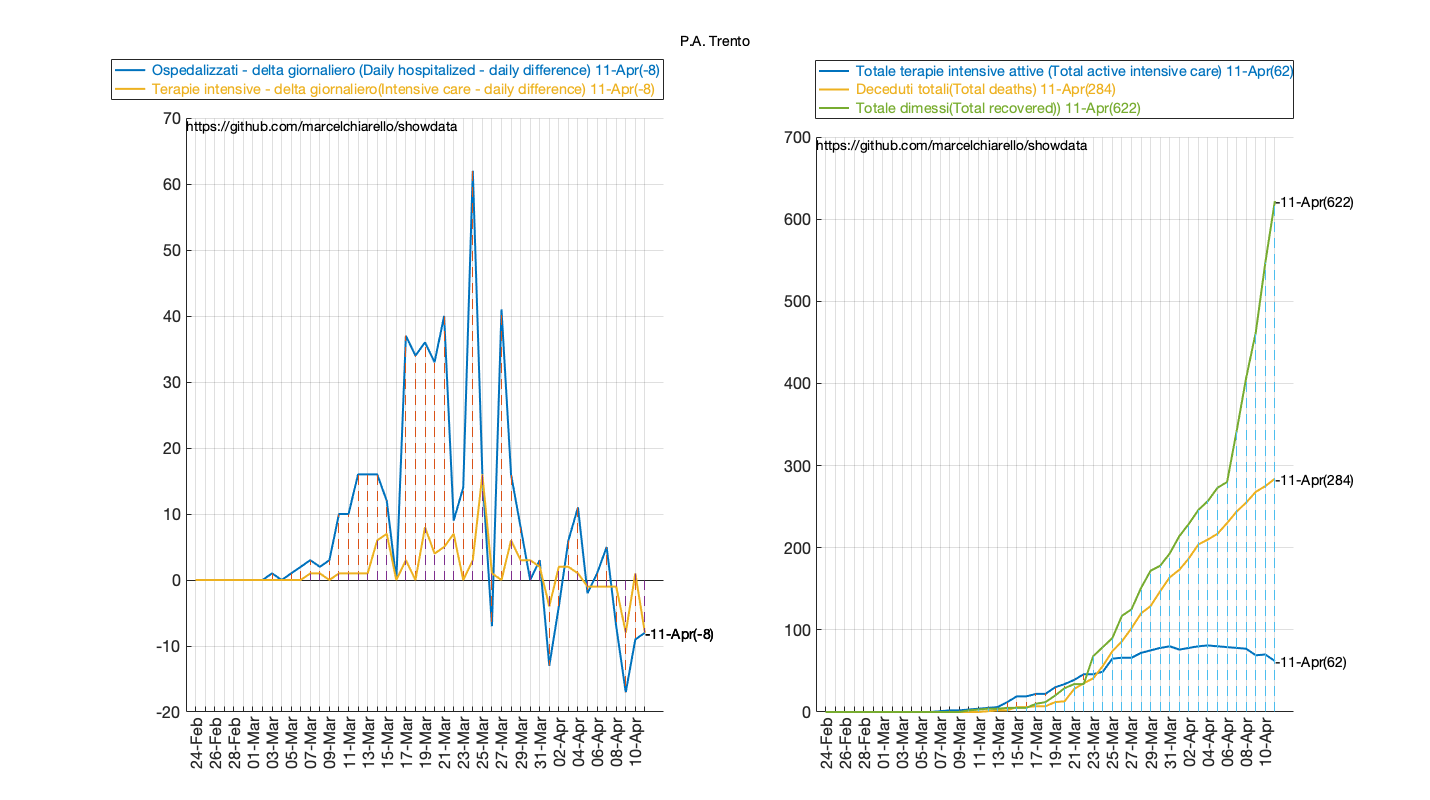 P.A. Trento
Ospedalizzati - delta giornaliero (Daily hospitalized - daily difference) 11-Apr(-8)
Terapie intensive - delta giornaliero(Intensive care - daily difference) 11-Apr(-8)
https://github.com/marcelchiarello/showdata
70
60
50
40
30
20
10
0
-10
-20
-11-Apr(-8)
24-Feb
26-Feb
28-Feb
01-Mar
03-Mar
05-Mar
07-Mar
09-Mar
11-Mar
13-Mar
15-Mar
17-Mar
19-Mar
21-Mar
23-Mar
25-Mar
27-Mar
29-Mar
31-Mar
02-Apr
04-Apr
06-Apr
08-Apr
10-Apr
Totale terapie intensive attive (Total active intensive care) 11-Apr(62)
Deceduti totali(Total deaths) 11-Apr(284)
Totale dimessi(Total recovered)) 11-Apr(622)
https://github.com/marcelchiarello/showdata
700
600
500
400
300
200
100
0
-11-Apr(622)
-11-Apr(284)
-11-Apr(62)
24-Feb
26-Feb
28-Feb
01-Mar
03-Mar
05-Mar
07-Mar
09-Mar
11-Mar
13-Mar
15-Mar
17-Mar
19-Mar
21-Mar
23-Mar
25-Mar
27-Mar
29-Mar
31-Mar
02-Apr
04-Apr
06-Apr
08-Apr
10-Apr